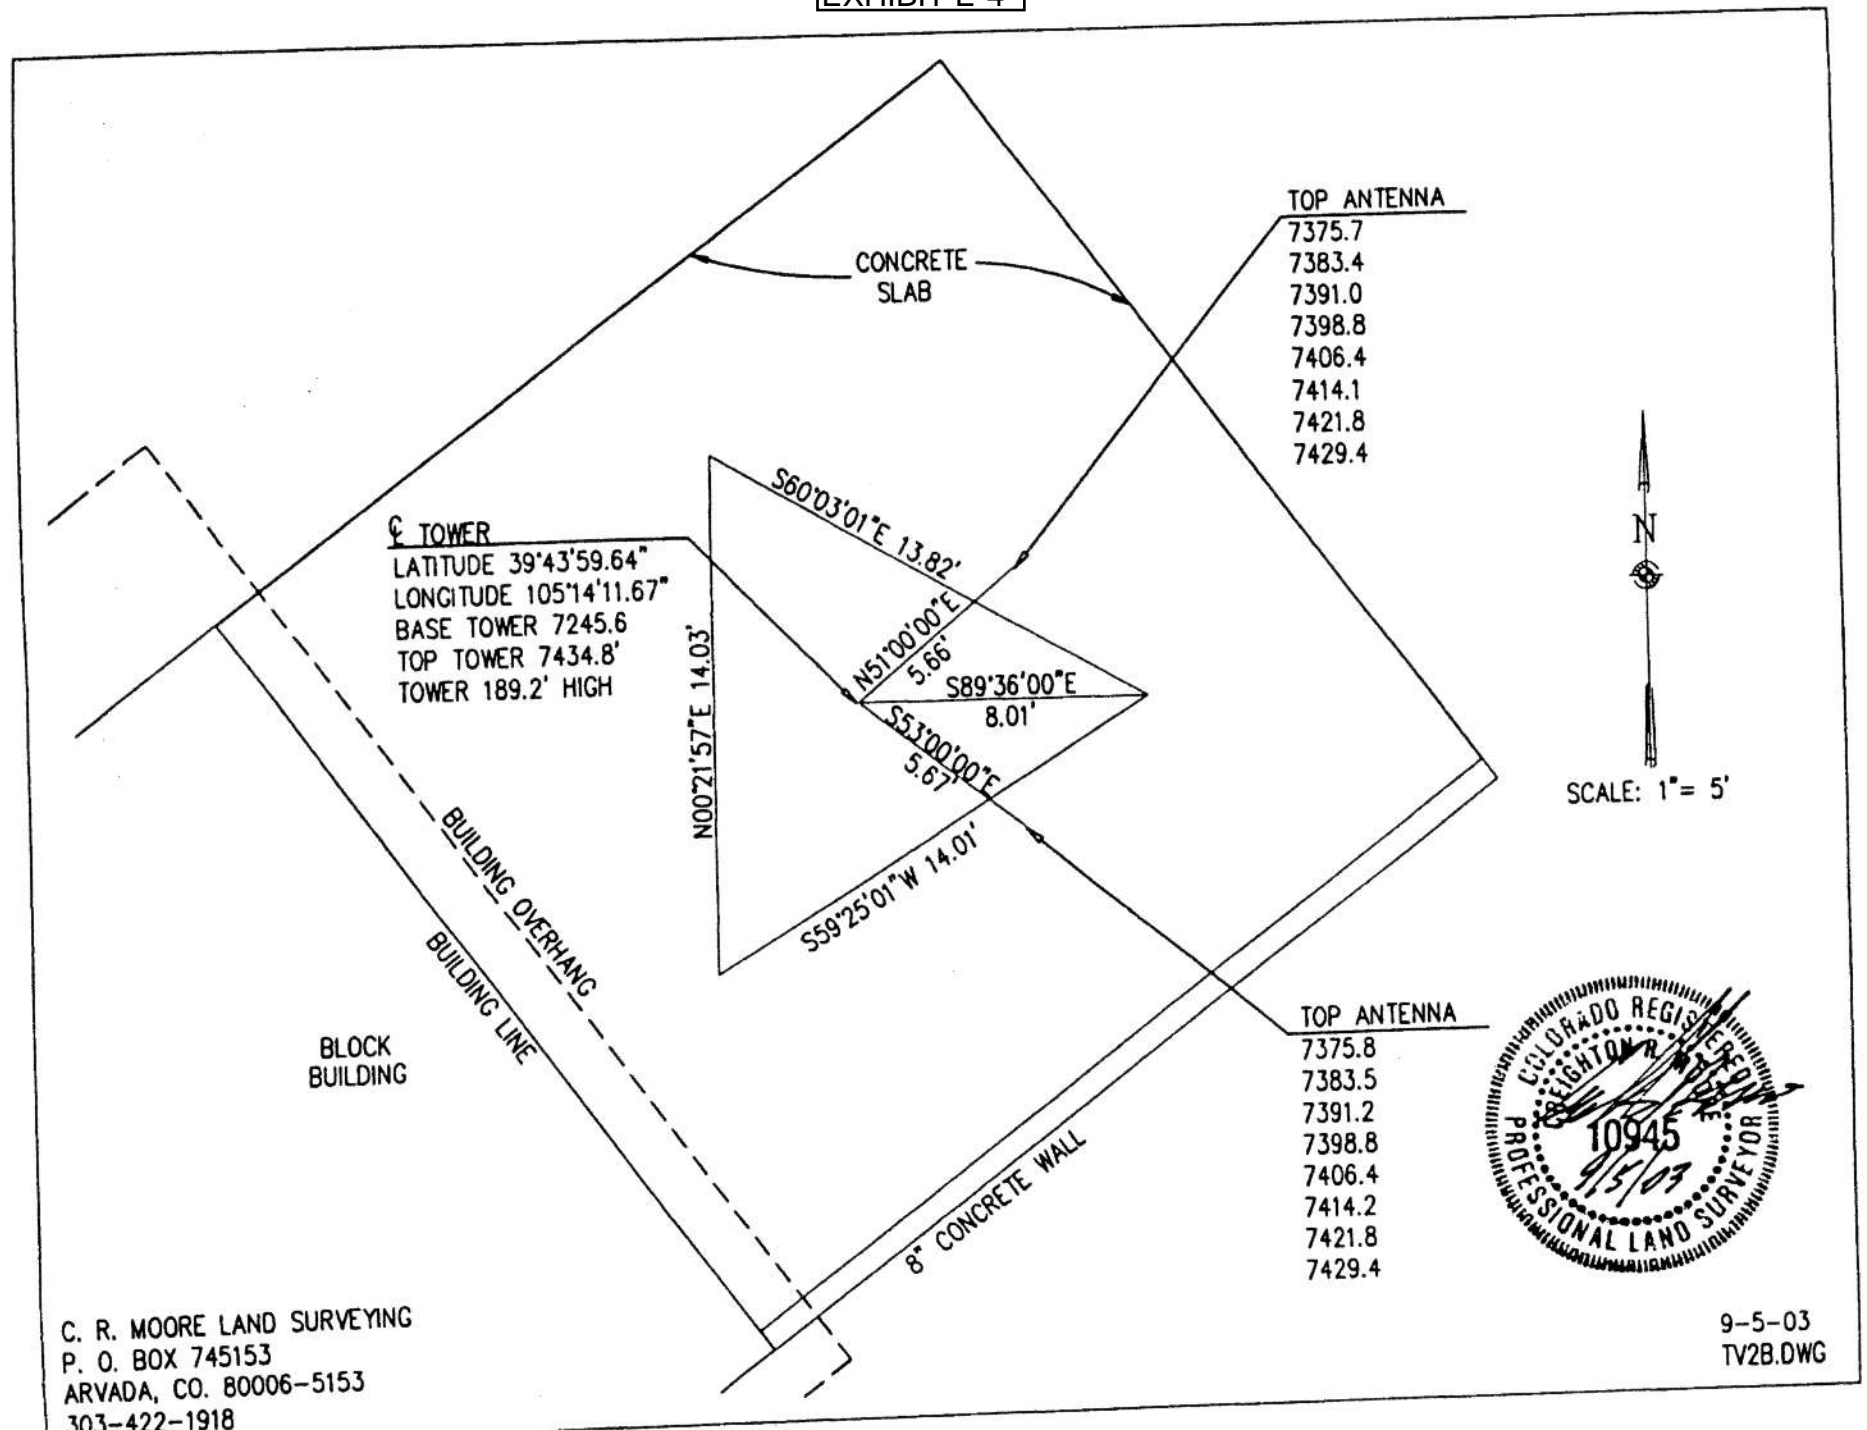 EXHIBIT E-4
TOP ANTENNA
7375.7
7383.4
7391.0
7398.8
7406.4
7414.1
7421.8
7429.4
CONCRETE
SLAB
S60°03'01"E 13.82'
℄ TOWER
LATITUDE 39°43'59.64"
LONGITUDE 105°14'11.67"
BASE TOWER 7245.6
TOP TOWER 7434.8'
TOWER 189.2' HIGH
N
SCALE: 1"= 5'
N51°00'00"E
5.66'
S89°36'00"E
8.01'
S53°00'00"E
5.67'
N00°21'57"E 14.03'
S59°25'01"W 14.01'
BUILDING OVERHANG
BUILDING LINE
BLOCK
BUILDING
8" CONCRETE WALL
TOP ANTENNA
7375.8
7383.5
7391.2
7398.8
7406.4
7414.2
7421.8
7429.4
COLORADO REGISTERED
CREIGHTON R. MOORE
10945
9/5/03
PROFESSIONAL LAND SURVEYOR
C. R. MOORE LAND SURVEYING
P. O. BOX 745153
ARVADA, CO. 80006-5153
303-422-1918
9-5-03
TV2B.DWG